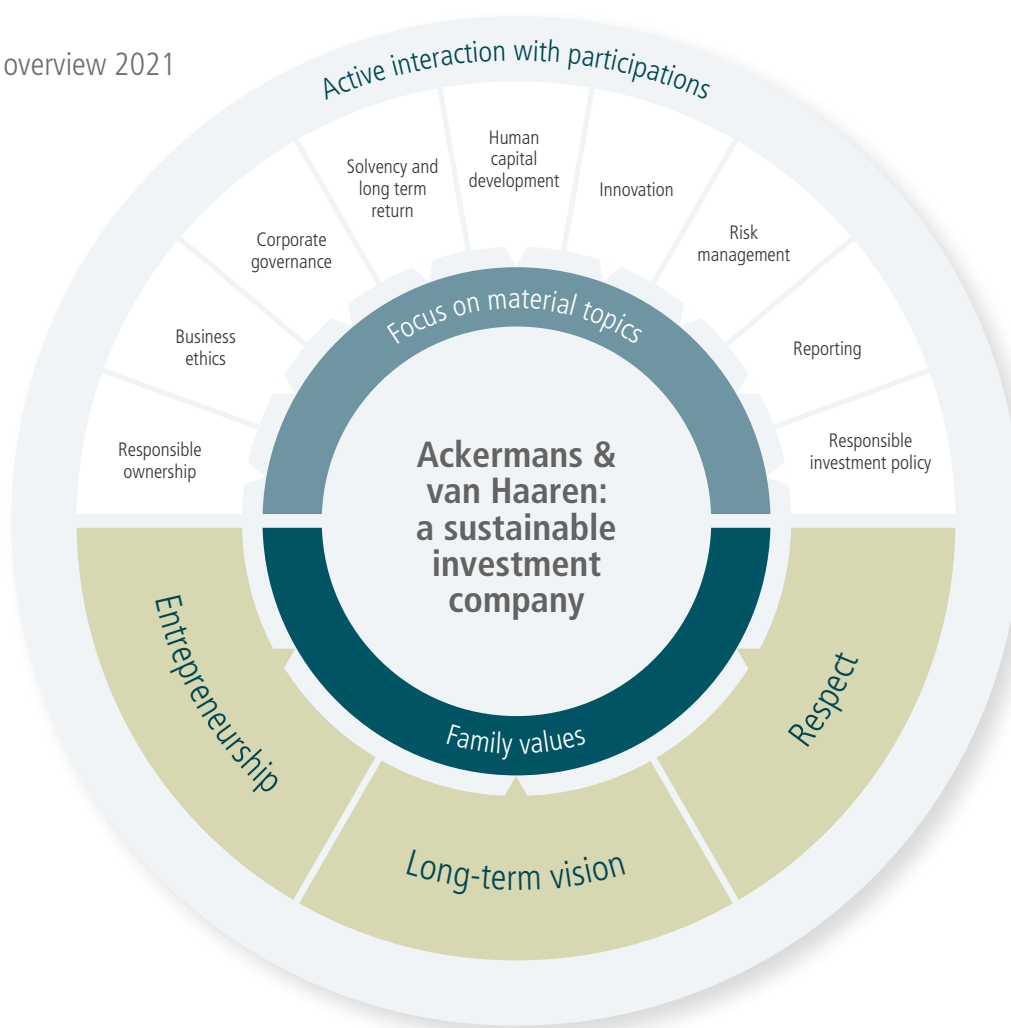 overview 2021
Active interaction with participations
Responsible
ownership
Business
ethics
Corporate
governance
Solvency and
long term
return
Human
capital
development
Innovation
Risk
management
Reporting
Responsible
investment policy
Focus on material topics
Ackermans &
van Haaren:
a sustainable
investment
company
Family values
Entrepreneurship
Long-term vision
Respect